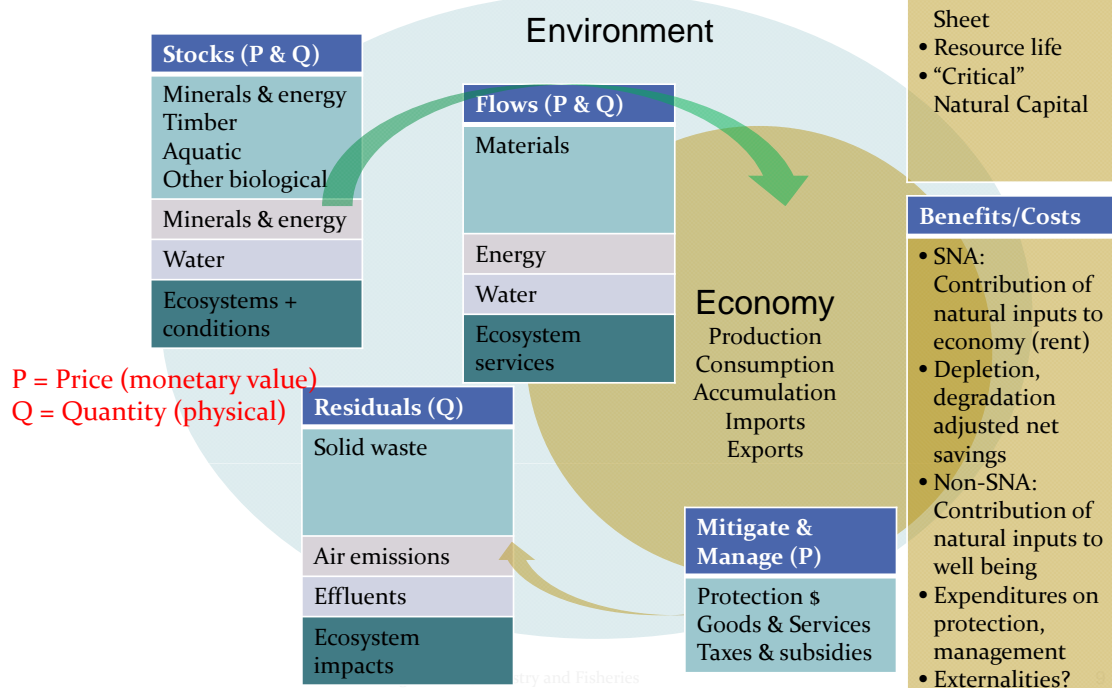 Environment
Stocks (P & Q)
Minerals & energy
Timber
Aquatic
Other biological
Minerals & energy
Water
Ecosystems +
conditions
Flows (P & Q)
Materials
Energy
Water
Ecosystem
services
P = Price (monetary value)
Q = Quantity (physical)
Residuals (Q)
Solid waste
Air emissions
Effluents
Ecosystem
impacts
Economy
Production
Consumption
Accumulation
Imports
Exports
Mitigate &
Manage (P)
Protection $
Goods & Services
Taxes & subsidies
Sheet
• Resource life
• “Critical”
Natural Capital
Benefits/Costs
• SNA:
Contribution of
natural inputs to
economy (rent)
• Depletion,
degradation
adjusted net
savings
• Non-SNA:
Contribution of
natural inputs to
well being
• Expenditures on
protection,
management
• Externalities?
and Fisheries
9